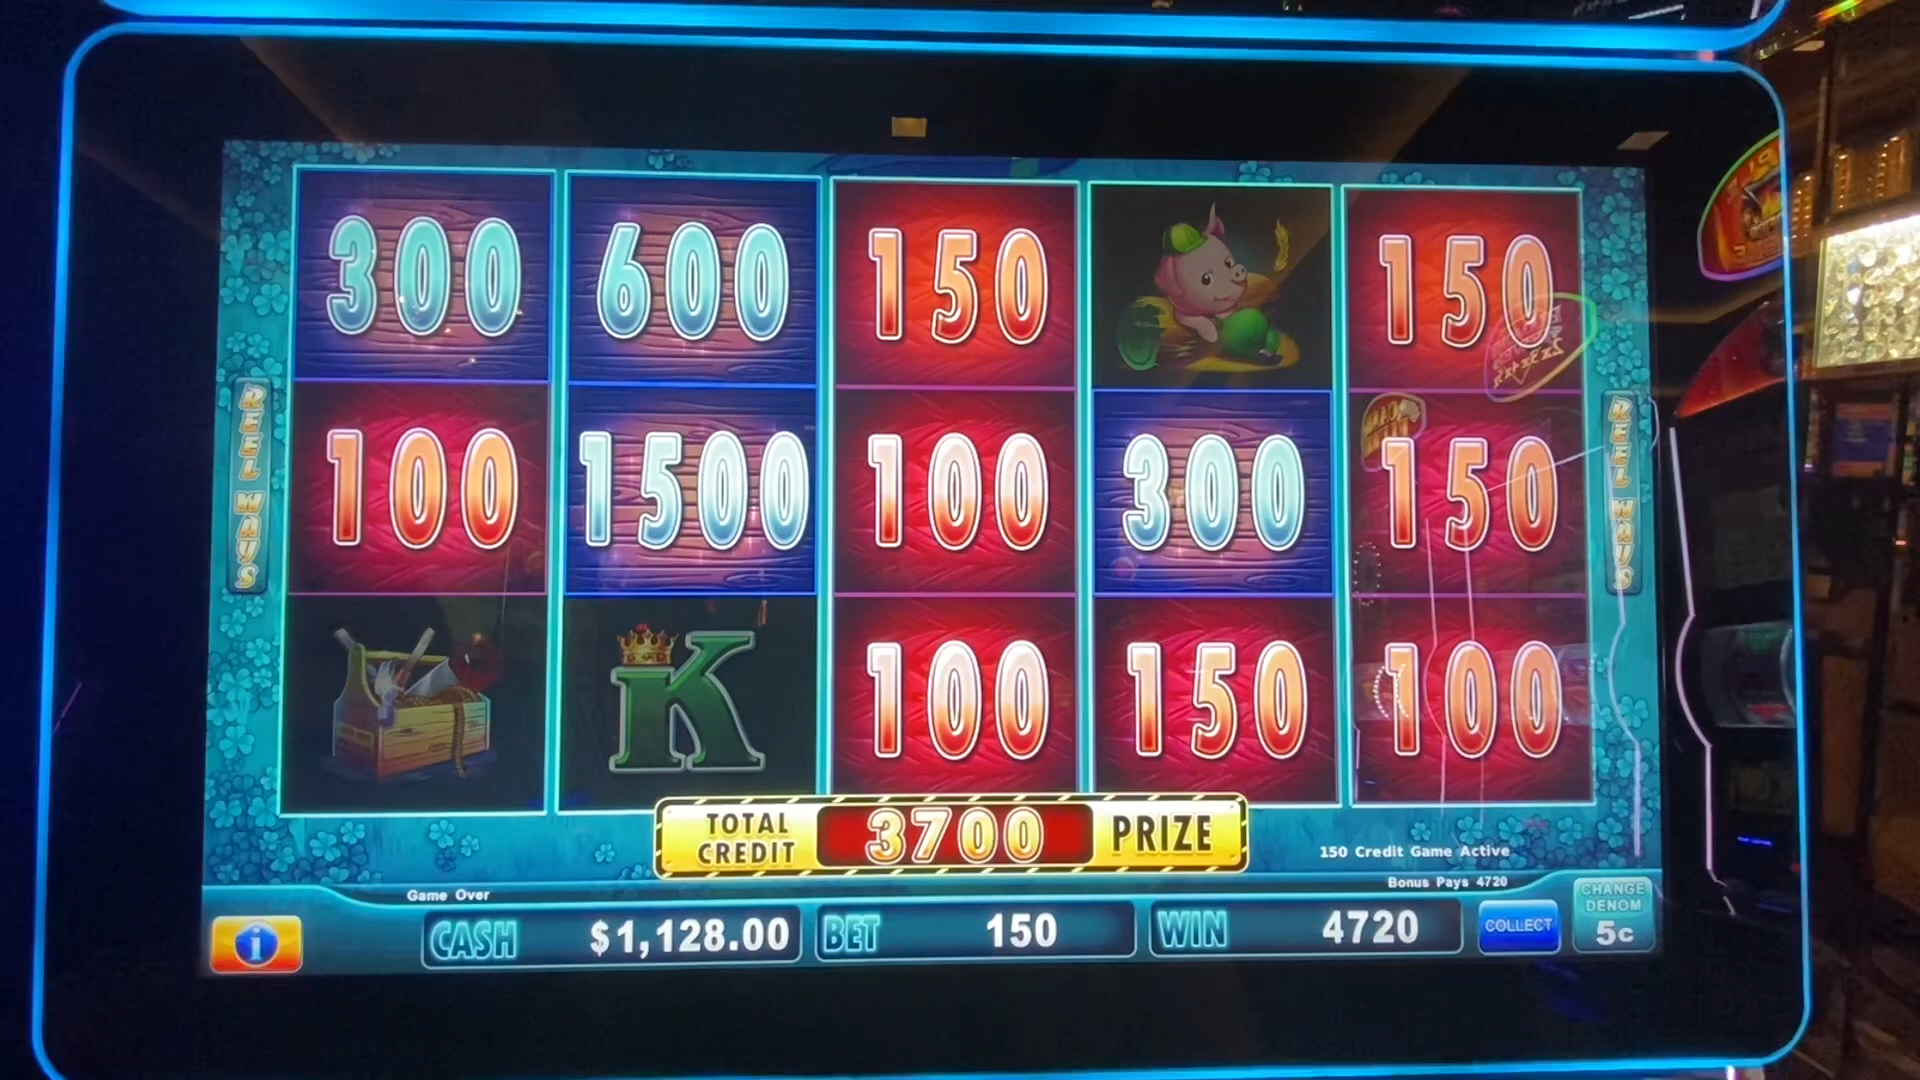 300 600 150 150
100 1500 100 300 150
K 100 150 100
REEL WAYS
REEL WAYS
TOTAL CREDIT 3700 PRIZE
150 Credit Game Active
Bonus Pays 4720
Game Over
CASH $1,128.00 BET 150 WIN 4720 COLLECT
CHANGE
DENOM
5c